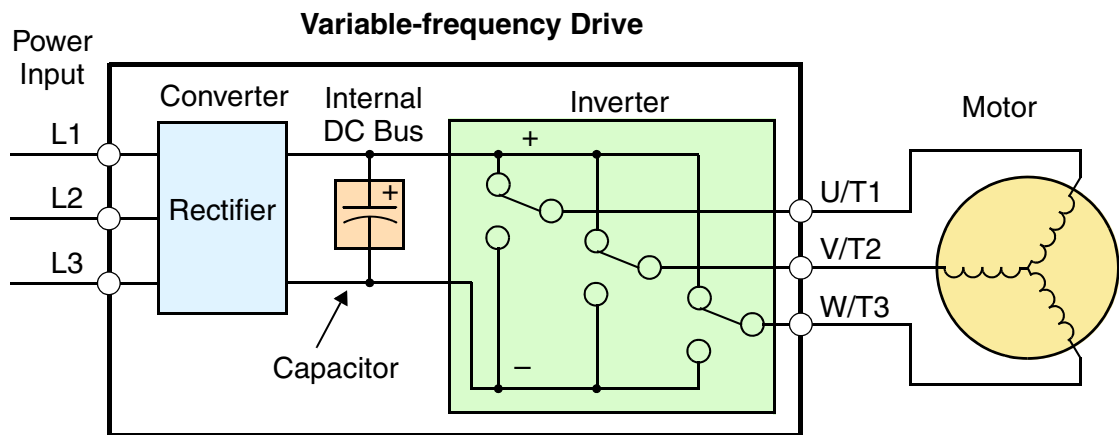 Variable-frequency Drive
Power
Input
Converter
Internal
DC Bus
Inverter
Motor
L1
L2
L3
Rectifier
+
+
–
U/T1
V/T2
W/T3
Capacitor